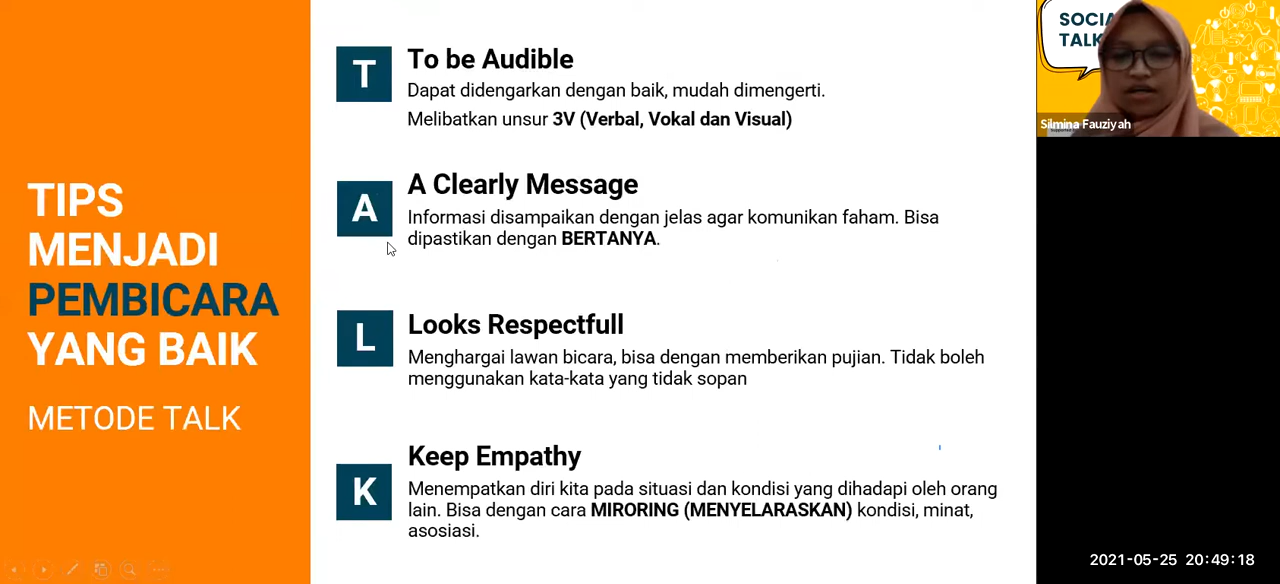 TIPS
MENJADI
PEMBICARA
YANG BAIK
METODE TALK
T
To be Audible
Dapat didengarkan dengan baik, mudah dimengerti.
Melibatkan unsur 3V (Verbal, Vokal dan Visual)
A
A Clearly Message
Informasi disampaikan dengan jelas agar komunikan faham. Bisa
dipastikan dengan BERTANYA.
L
Looks Respectfull
Menghargai lawan bicara, bisa dengan memberikan pujian. Tidak boleh
menggunakan kata-kata yang tidak sopan
K
Keep Empathy
Menempatkan diri kita pada situasi dan kondisi yang dihadapi oleh orang
lain. Bisa dengan cara MIRORING (MENYELARASKAN) kondisi, minat,
asosiasi.
SOCIA
TALK
Silmina Fauziyah
2021-05-25 20:49:18